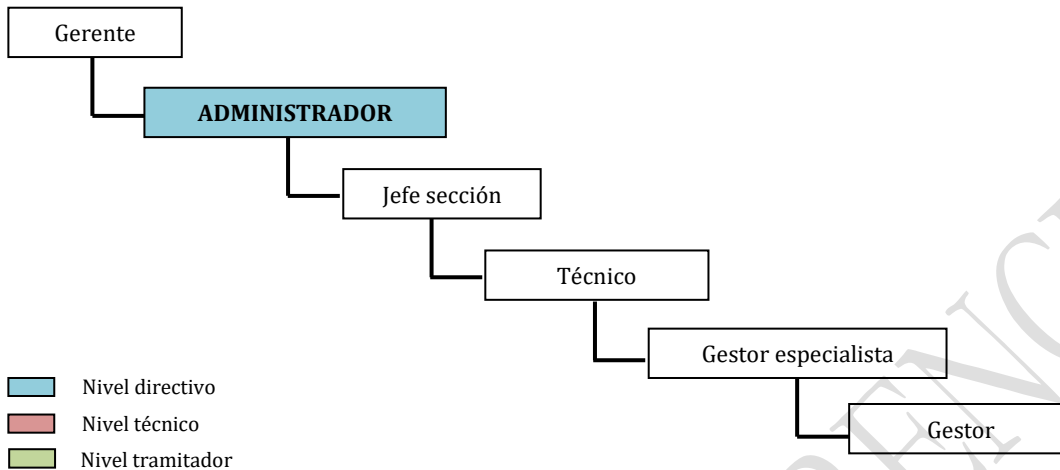 Gerente
ADMINISTRADOR
Jefe sección
Técnico
Gestor especialista
Gestor
Nivel directivo
Nivel técnico
Nivel tramitador